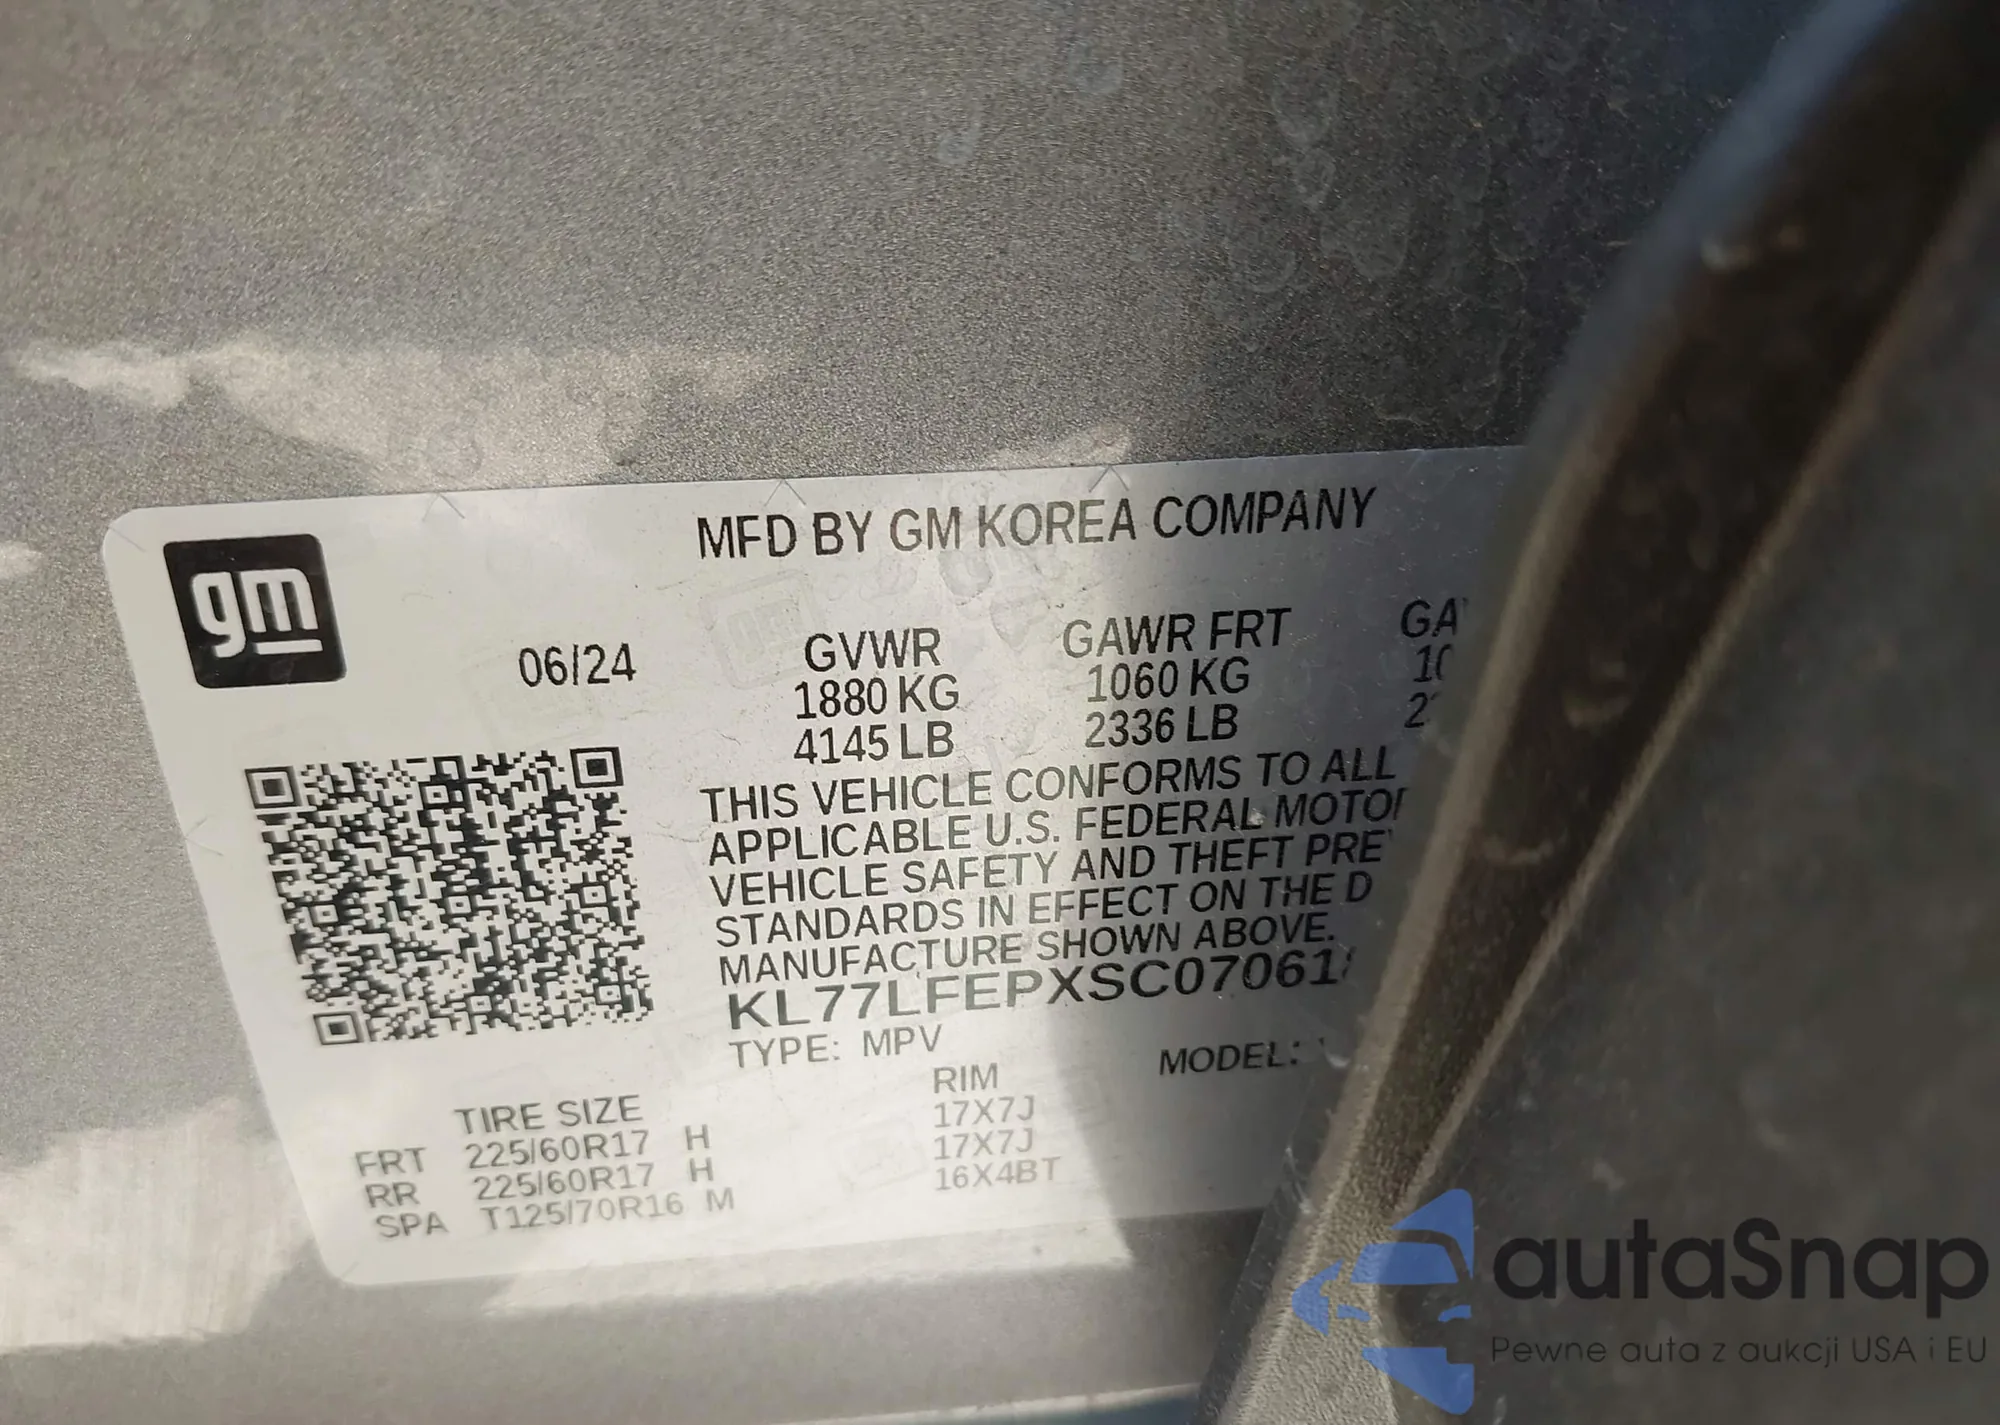 MFD BY GM KOREA COMPANY
gm
06/24 GVWR GAWR FRT
1880 KG 1060 KG
4145 LB 2336 LB
THIS VEHICLE CONFORMS TO ALL
APPLICABLE U.S. FEDERAL
VEHICLE SAFETY AND THEFT
STANDARDS IN EFFECT ON THE
MANUFACTURE SHOWN ABOVE.
KL77LFEPXSC07061
TYPE: MPV MODEL:
TIRE SIZE RIM
FRT 225/60R17 H 17X7J
RR 225/60R17 H 17X7J
SPA T125/70R16 M 16X4BT
autaSnap
Pewne auta z aukcji USA i EU